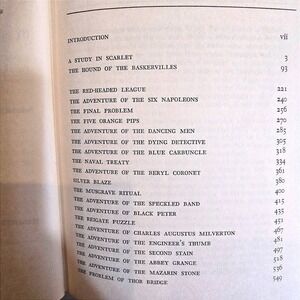 INTRODUCTION vii
A STUDY IN SCARLET 3
THE HOUND OF THE BASKERVILLES 93
THE RED-HEADED LEAGUE 221
THE ADVENTURE OF THE SIX NAPOLEONS 240
THE FINAL PROBLEM 256
THE FIVE ORANGE PIPS 270
THE ADVENTURE OF THE DANCING MEN 285
THE ADVENTURE OF THE DYING DETECTIVE 305
THE ADVENTURE OF THE BLUE CARBUNCLE 318
THE NAVAL TREATY 334
THE ADVENTURE OF THE BERYL CORONET 360
SILVER BLAZE 380
THE MUSGRAVE RITUAL 400
THE ADVENTURE OF THE SPECKLED BAND 415
THE ADVENTURE OF BLACK PETER 435
THE REIGATE PUZZLE 451
THE ADVENTURE OF CHARLES AUGUSTUS MILVERTON 467
THE ADVENTURE OF THE ENGINEER'S THUMB 481
THE ADVENTURE OF THE SECOND STAIN 497
THE ADVENTURE OF THE ABBEY GRANGE 518
THE ADVENTURE OF THE MAZARIN STONE 536
THE PROBLEM OF THOR BRIDGE 549